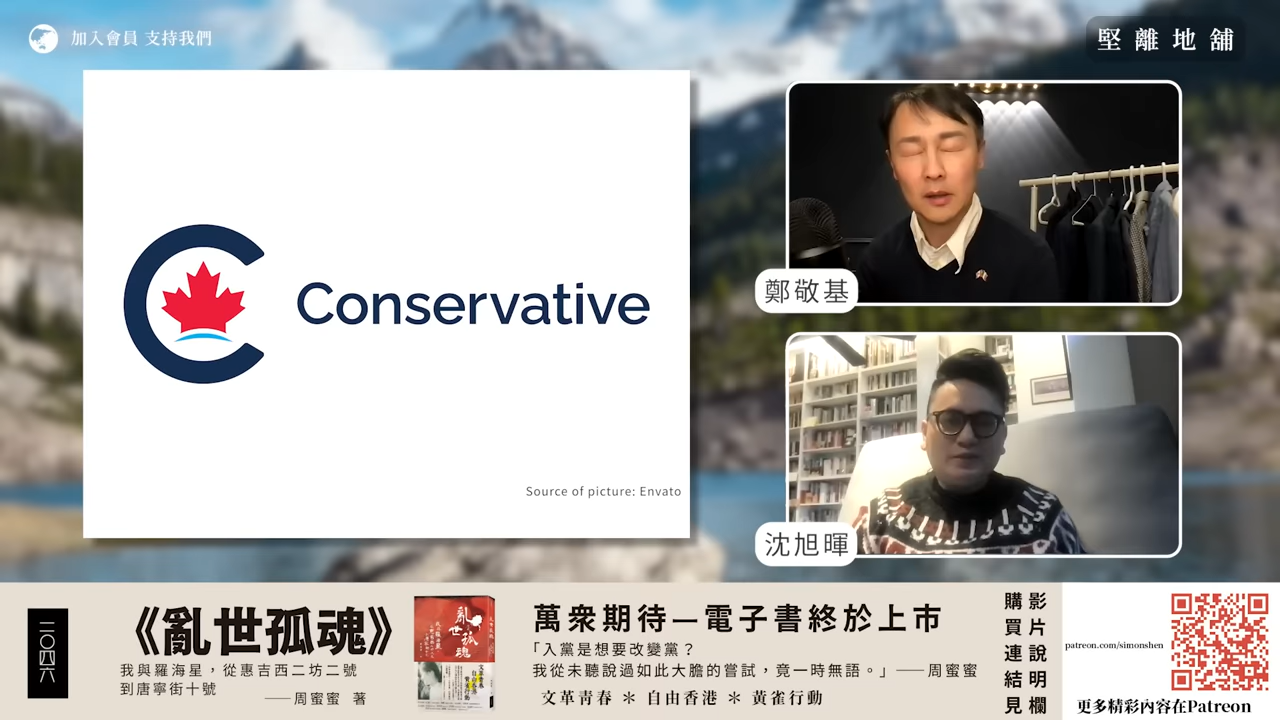 加入會員 支持我們
堅離地舖
Conservative
Source of picture: Envato
鄭敬基
沈旭暉
二〇四六
《亂世孤魂》
我與羅海星，從惠吉西二坊二號
到唐寧街十號
——周蜜蜜 著
亂世孤魂
萬衆期待—電子書終於上市
「入黨是想要改變黨？
我從未聽說過如此大膽的嘗試，竟一時無語。」——周蜜蜜
文革青春 ＊ 自由香港 ＊ 黃雀行動
影片說明欄
購買連結見
patreon.com/simonshen
更多精彩內容在Patreon